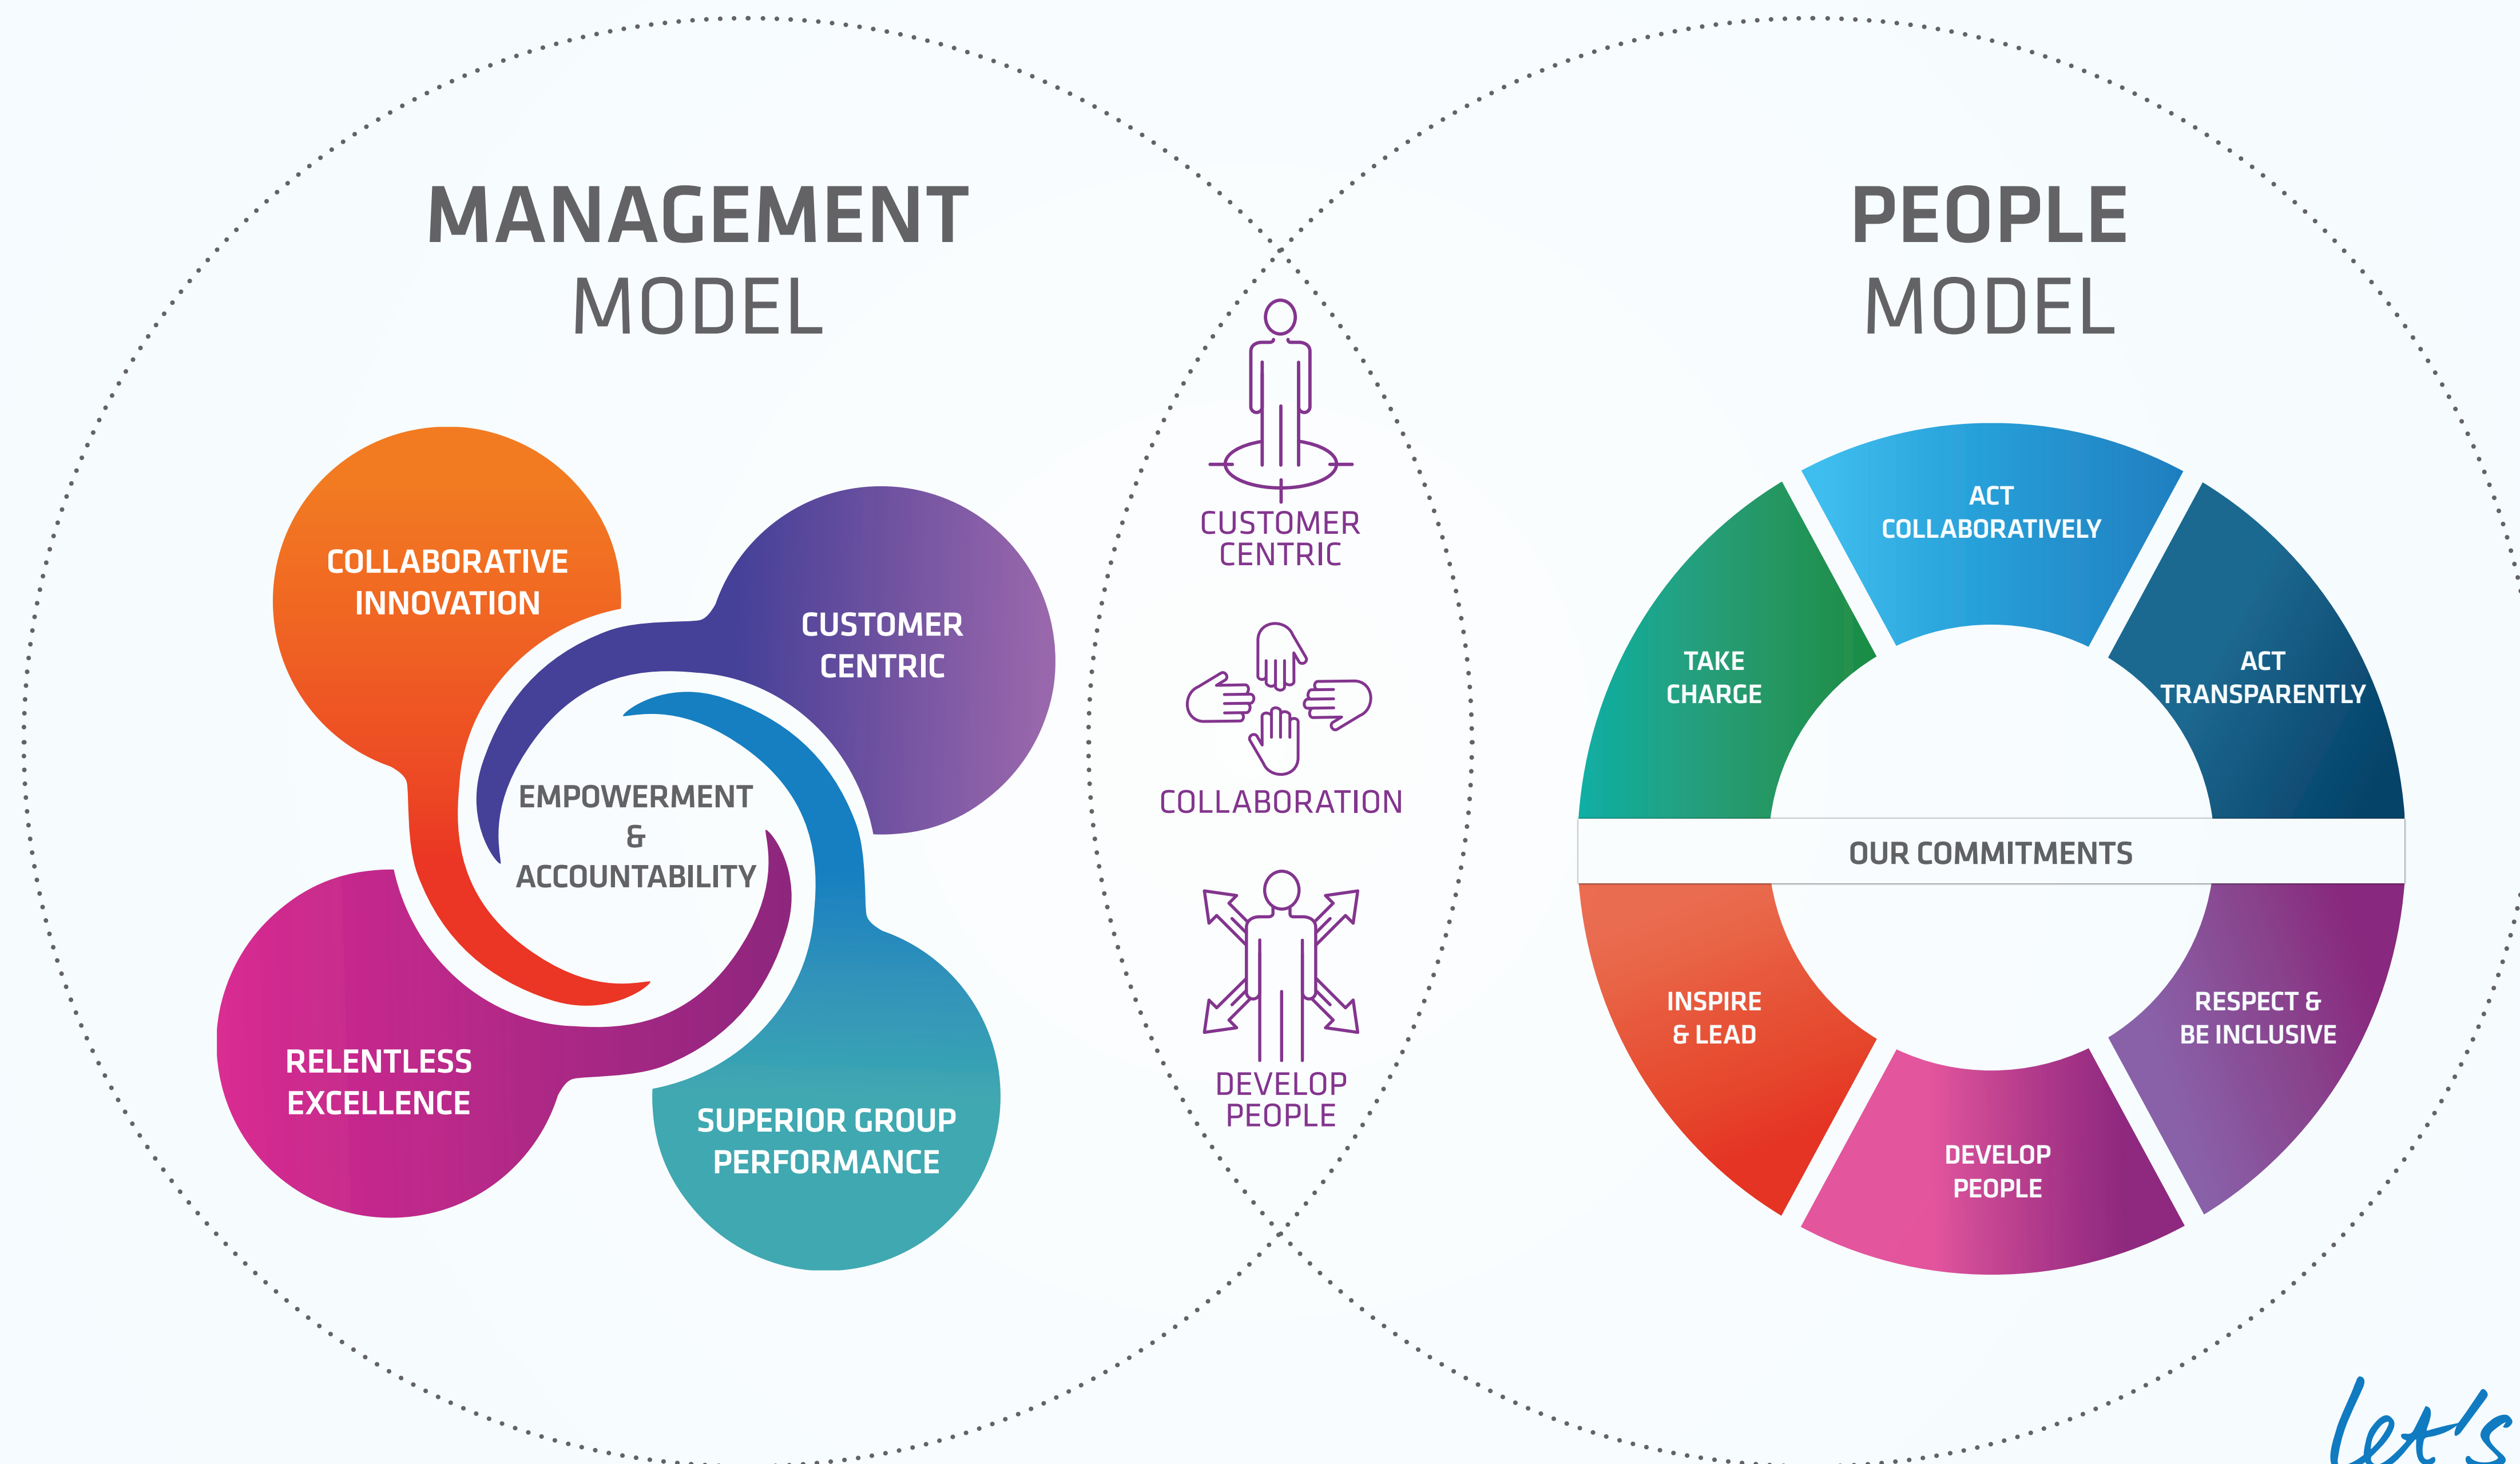 MANAGEMENT
MODEL
COLLABORATIVE
INNOVATION
CUSTOMER
CENTRIC
EMPOWERMENT
&
ACCOUNTABILITY
RELENTLESS
EXCELLENCE
SUPERIOR GROUP
PERFORMANCE
CUSTOMER
CENTRIC
COLLABORATION
DEVELOP
PEOPLE
PEOPLE
MODEL
ACT
COLLABORATIVELY
TAKE
CHARGE
ACT
TRANSPARENTLY
OUR COMMITMENTS
INSPIRE
& LEAD
RESPECT &
BE INCLUSIVE
DEVELOP
PEOPLE
let's